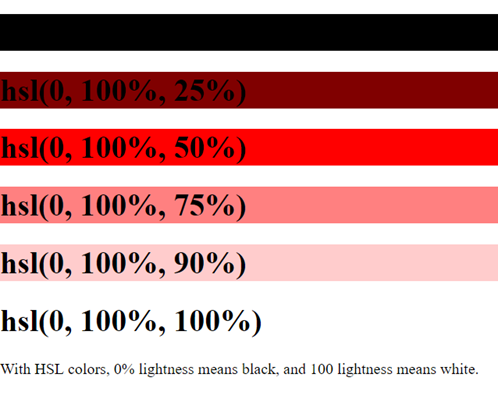 hsl(0, 100%, 25%)
hsl(0, 100%, 50%)
hsl(0, 100%, 75%)
hsl(0, 100%, 90%)
hsl(0, 100%, 100%)
With HSL colors, 0% lightness means black, and 100 lightness means white.